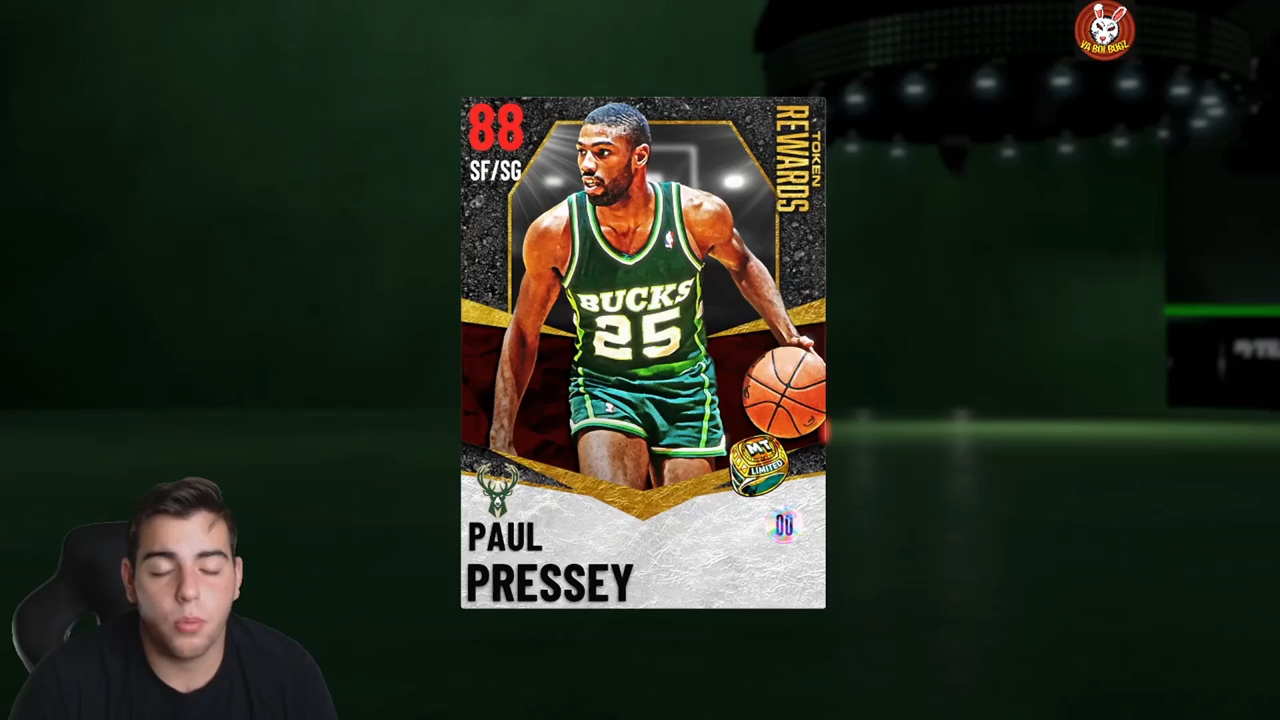 YA BOI BUGZ
88
SF/SG
TOKEN
REWARDS
BUCKS
25
MT
LIMITED
00
PAUL
PRESSEY